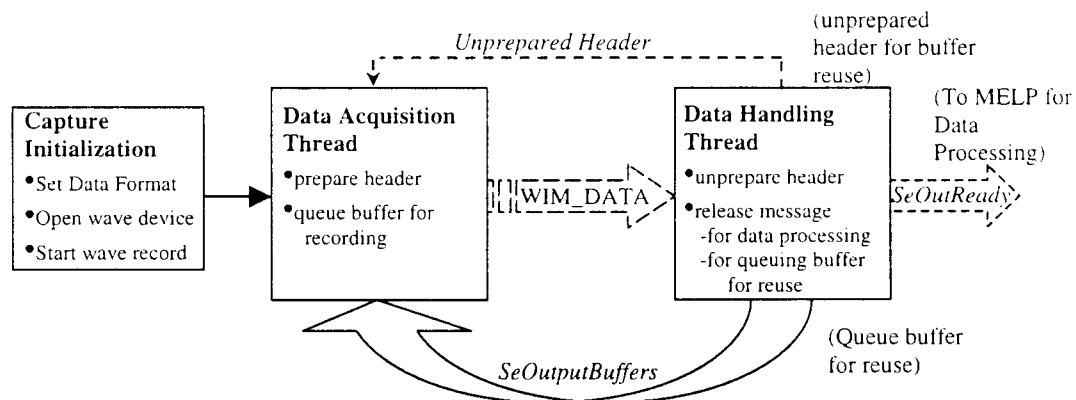 Unprepared Header
(unprepared
header for buffer
reuse)
Capture
Initialization
•Set Data Format
•Open wave device
•Start wave record
Data Acquisition
Thread
•prepare header
•queue buffer for
recording
WIM_DATA
Data Handling
Thread
•unprepare header
•release message
-for data processing
-for queuing buffer
for reuse
(To MELP for
Data
Processing)
SeOutReady
SeOutputBuffers
(Queue buffer
for reuse)